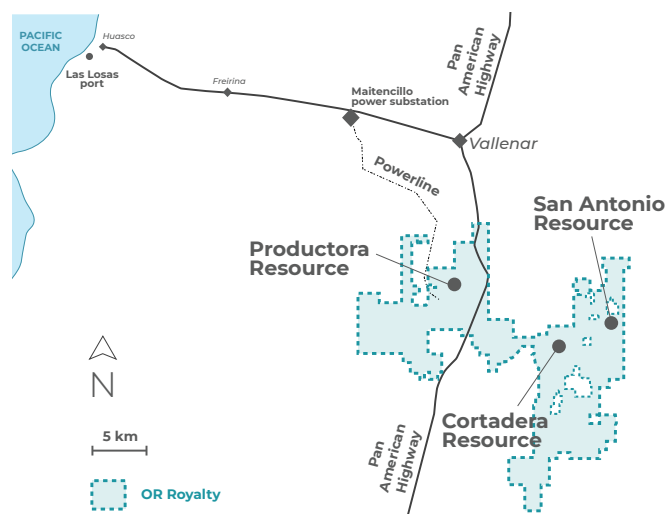 PACIFIC
OCEAN
Huasco
Las Losas
port
Freirina
Maitencillo
power substation
Pan
American
Highway
Vallenar
Powerline
San Antonio
Resource
Productora
Resource
N
Cortadera
Resource
5 km
Pan
American
Highway
OR Royalty